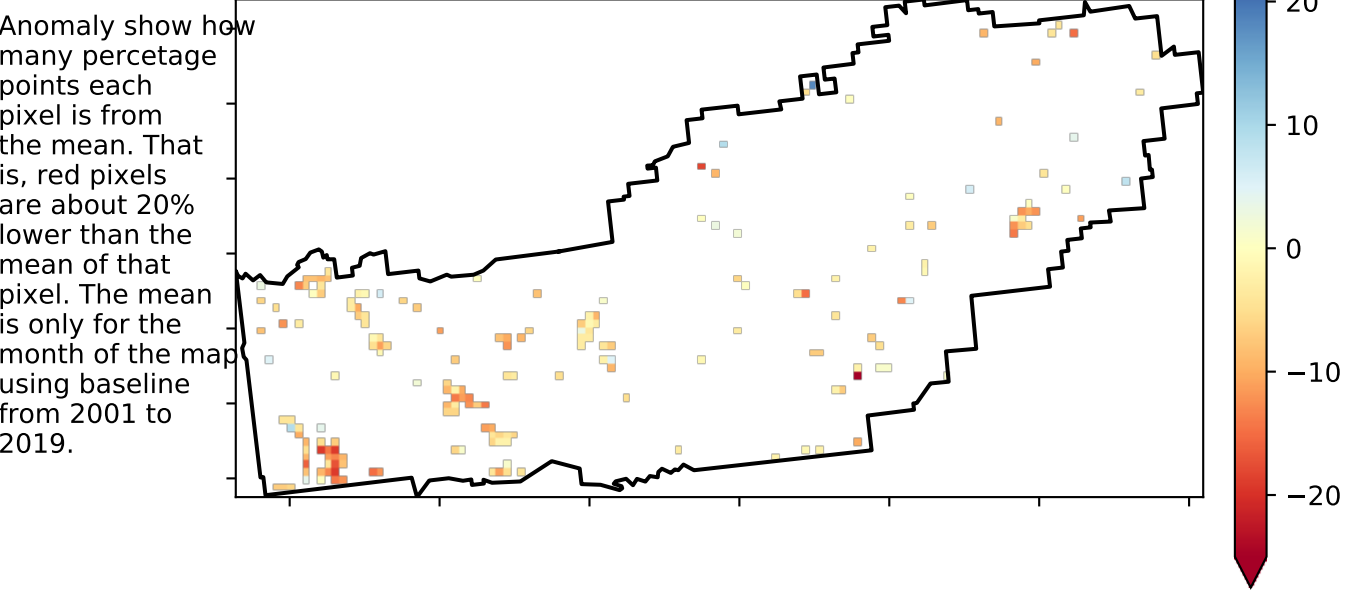 Anomaly show how
many percetage
points each
pixel is from
the mean. That
is, red pixels
are about 20%
lower than the
mean of that
pixel. The mean
is only for the
month of the map
using baseline
from 2001 to
2019.
20
10
0
−10
−20